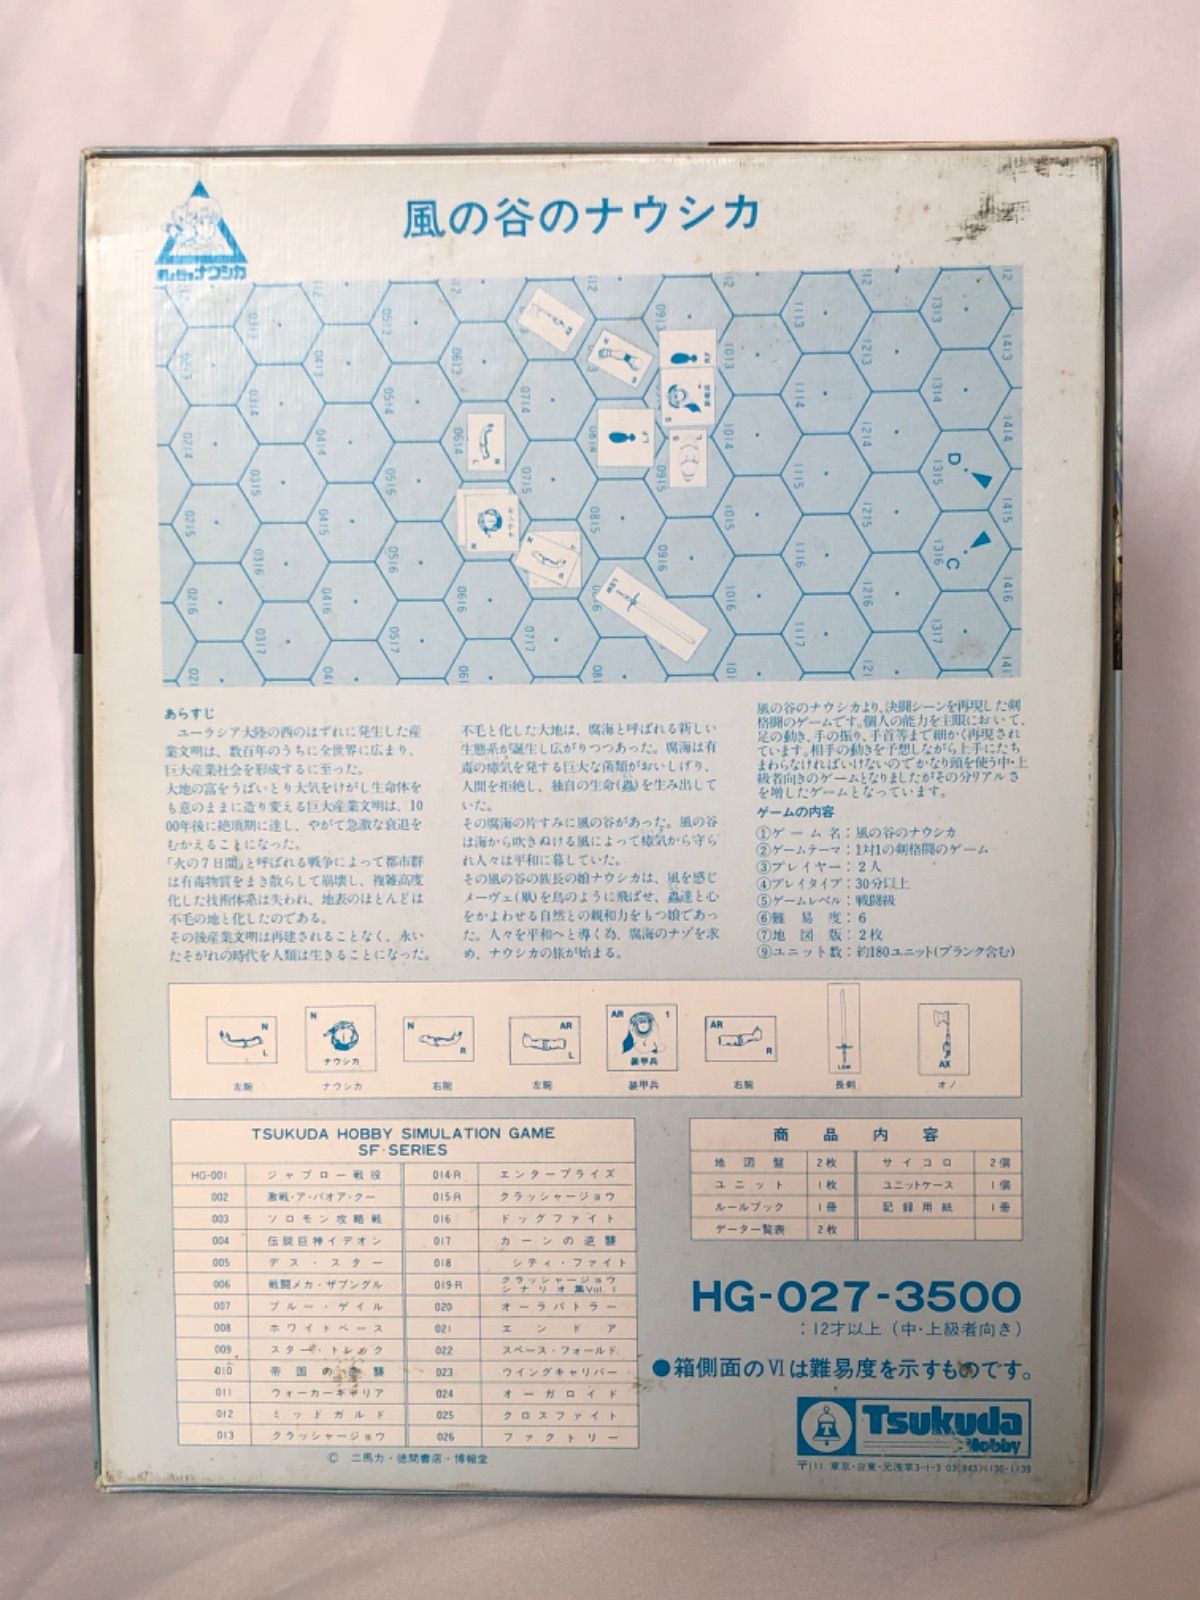 風の谷のナウシカ
風の谷のナウシカ
あらすじ
ユーラシア大陸の西のはずれに発生した産
業文明は、数百年のうちに全世界に広まり、
巨大産業社会を形成するに至った。
大地の富をうばいとり大気をけがし生命体を
も意のままに造り変える巨大産業文明は、10
00年後に絶頂期に達し、やがて急激な衰退を
むかえることになった。
「火の7日間」と呼ばれる戦争によって都市群
は有毒物質をまき散らして崩壊し、複雑高度
化した技術体系は失われ、地表のほとんどは
不毛の地と化したのである。
その後産業文明は再建されることなく、永い
たそがれの時代を人類は生きることになった。
不毛と化した大地は、腐海と呼ばれる新しい
生態系が誕生し広がりつつあった。腐海は有
毒の瘴気を発する巨大な菌類がおいしげり、
人間を拒絶し、独自の生命(蟲)を生み出して
いた。
その腐海の片すみに風の谷があった。風の谷
は海から吹きぬける風によって瘴気から守ら
れ人々は平和に暮していた。
その風の谷の族長の娘ナウシカは、風を感じ
メーヴェ(凧)を鳥のように飛ばせ、蟲達と心
をかよわせる自然との親和力をもつ娘であっ
た。人々を平和へと導く為、腐海のナゾを求
め、ナウシカの旅が始まる。
風の谷のナウシカより、決闘シーンを再現した剣
格闘のゲームです。個人の能力を主眼において、
足の動き、手の振り、手首等まで細かく再現され
ています。相手の動きを予想しながら上手にたち
まわらなければいけないのでかなり頭を使う中・上
級者向きのゲームとなりましたがその分リアルさ
を増したゲームとなっています。
ゲームの内容
①ゲーム名：風の谷のナウシカ
②ゲームテーマ：1対1の剣格闘のゲーム
③プレイヤー：2人
④プレイタイプ：30分以上
⑤ゲームレベル：戦闘級
⑥難易度：6
⑦地図版：2枚
⑨ユニット数：約180ユニット(ブランク含む)
N L
N ナウシカ
N R
AR L
AR 1 装甲兵
AR R
LSW
AX
左腕 ナウシカ 右腕 左腕 装甲兵 右腕 長剣 オノ
TSUKUDA HOBBY SIMULATION GAME
SF-SERIES
HG-001 ジャブロー戦役 014-R エンタープライズ
002 激戦・ア・バオア・クー 015-R クラッシャージョウ
003 ソロモン攻略戦 016 ドッグファイト
004 伝説巨神イデオン 017 カーンの逆襲
005 デス・スター 018 シティ・ファイト
006 戦闘メカ・ザブングル 019-R クラッシャージョウ シナリオ集Vol.1
007 ブルー・ゲイル 020 オーラバトラー
008 ホワイトベース 021 エンドア
009 スター・トレック 022 スペース・フォールド
010 帝国の逆襲 023 ウイングキャリバー
011 ウォーカーギャリア 024 オーガロイド
012 ミッドガルド 025 クロスファイト
013 クラッシャージョウ 026 ファクトリー
© 二馬力・徳間書店・博報堂
商品内容
地図盤 2枚 サイコロ 2個
ユニット 1枚 ユニットケース 1個
ルールブック 1冊 記録用紙 1冊
データ一覧表 2枚
HG-027-3500
:12才以上(中・上級者向き)
●箱側面のⅥは難易度を示すものです。
T
Tsukuda
Hobby
〒111 東京・台東・元浅草3-1-3 03(843)1130-1139